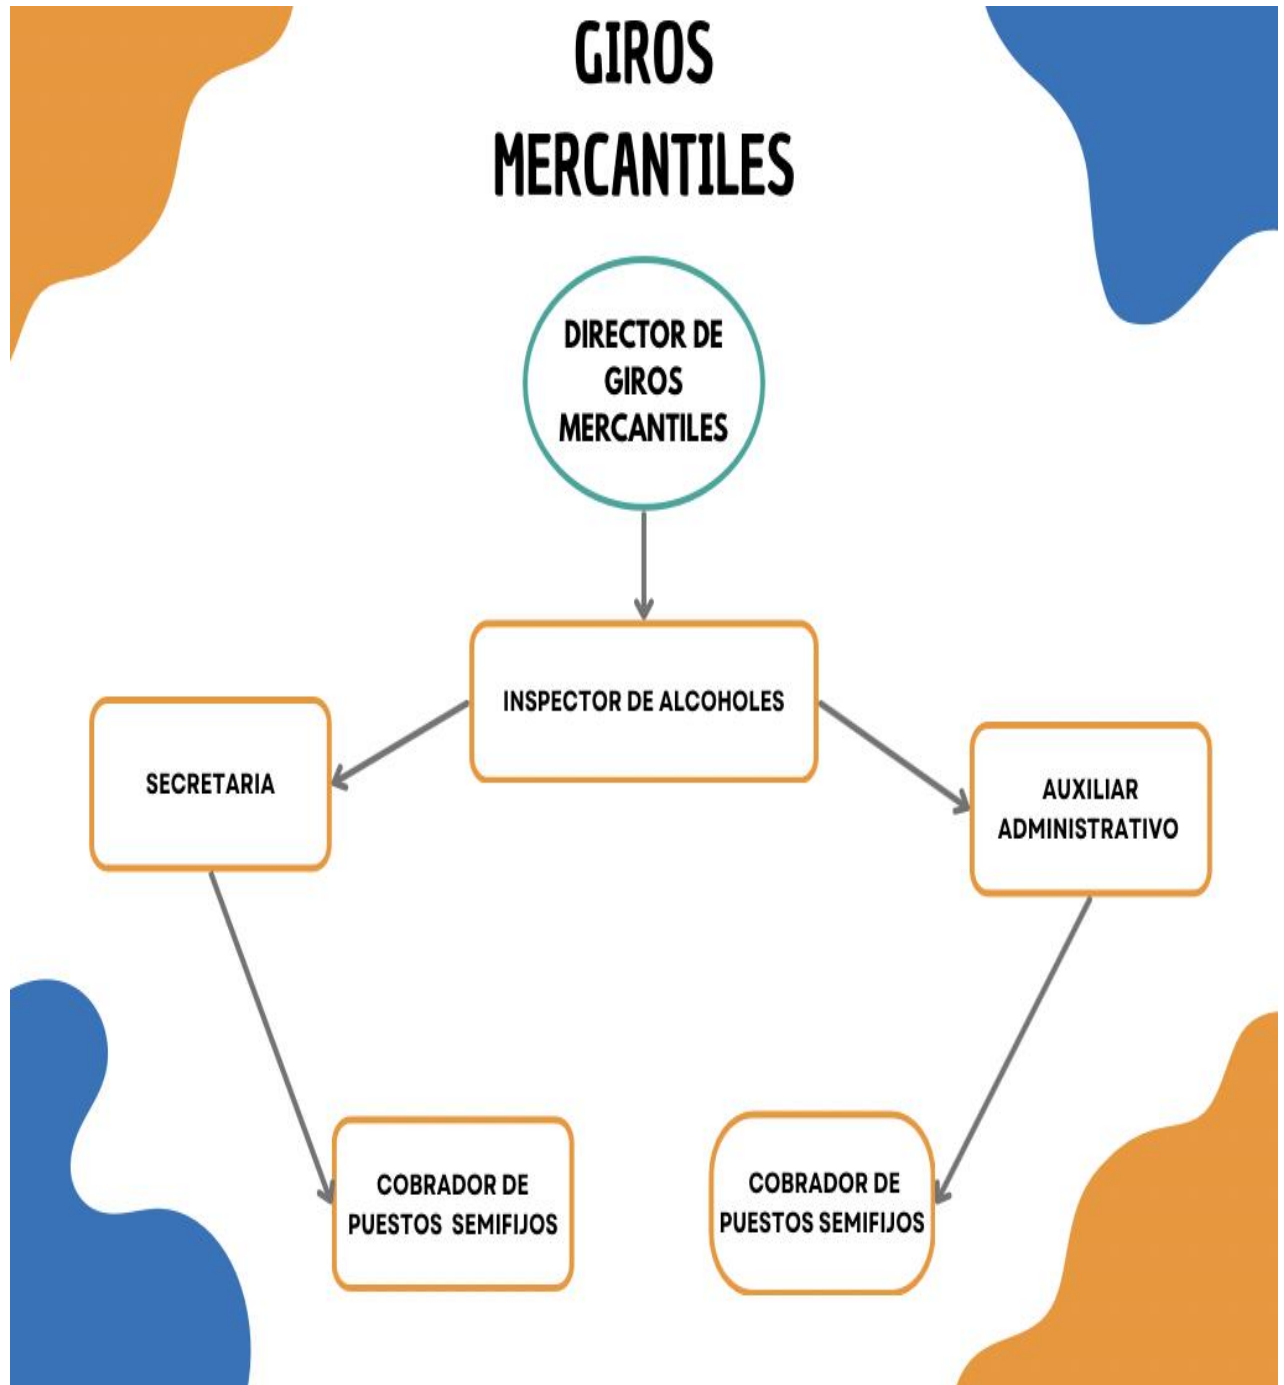 GIROS
MERCANTILES
DIRECTOR DE
GIROS
MERCANTILES
INSPECTOR DE ALCOHOLES
SECRETARIA
AUXILIAR
ADMINISTRATIVO
COBRADOR DE
PUESTOS SEMIFIJOS
COBRADOR DE
PUESTOS SEMIFIJOS